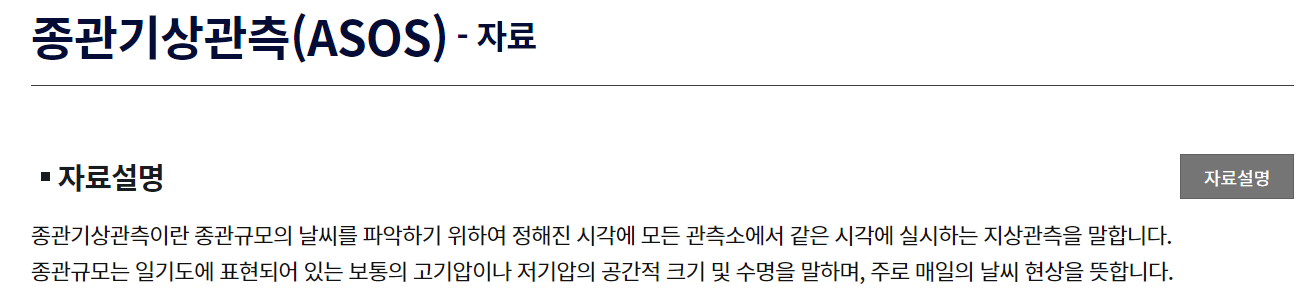 종관기상관측(ASOS) - 자료
자료설명
자료설명
종관기상관측이란 종관규모의 날씨를 파악하기 위하여 정해진 시각에 모든 관측소에서 같은 시각에 실시하는 지상관측을 말합니다.
종관규모는 일기도에 표현되어 있는 보통의 고기압이나 저기압의 공간적 크기 및 수명을 말하며, 주로 매일의 날씨 현상을 뜻합니다.